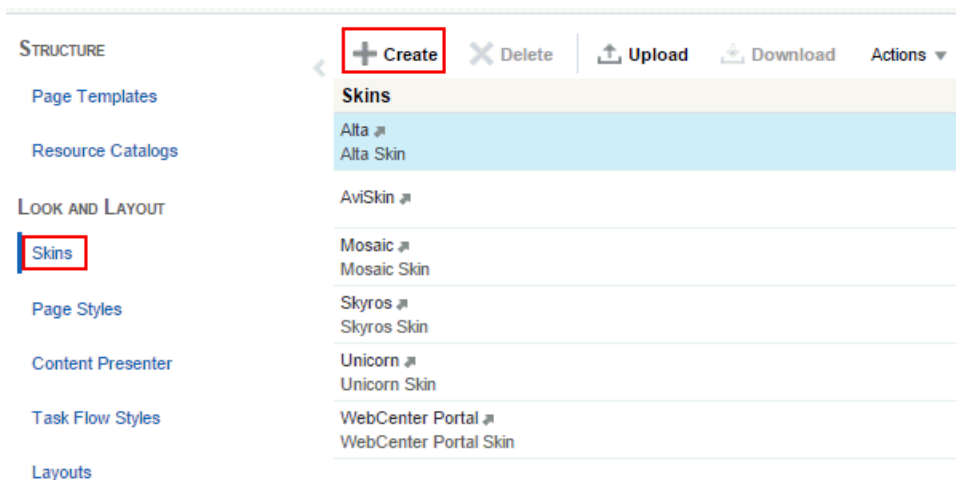 STRUCTURE
Page Templates
Resource Catalogs
LOOK AND LAYOUT
Skins
Page Styles
Content Presenter
Task Flow Styles
Layouts
Create Delete Upload Download Actions
Skins
Alta
Alta Skin
AviSkin
Mosaic
Mosaic Skin
Skyros
Skyros Skin
Unicorn
Unicorn Skin
WebCenter Portal
WebCenter Portal Skin